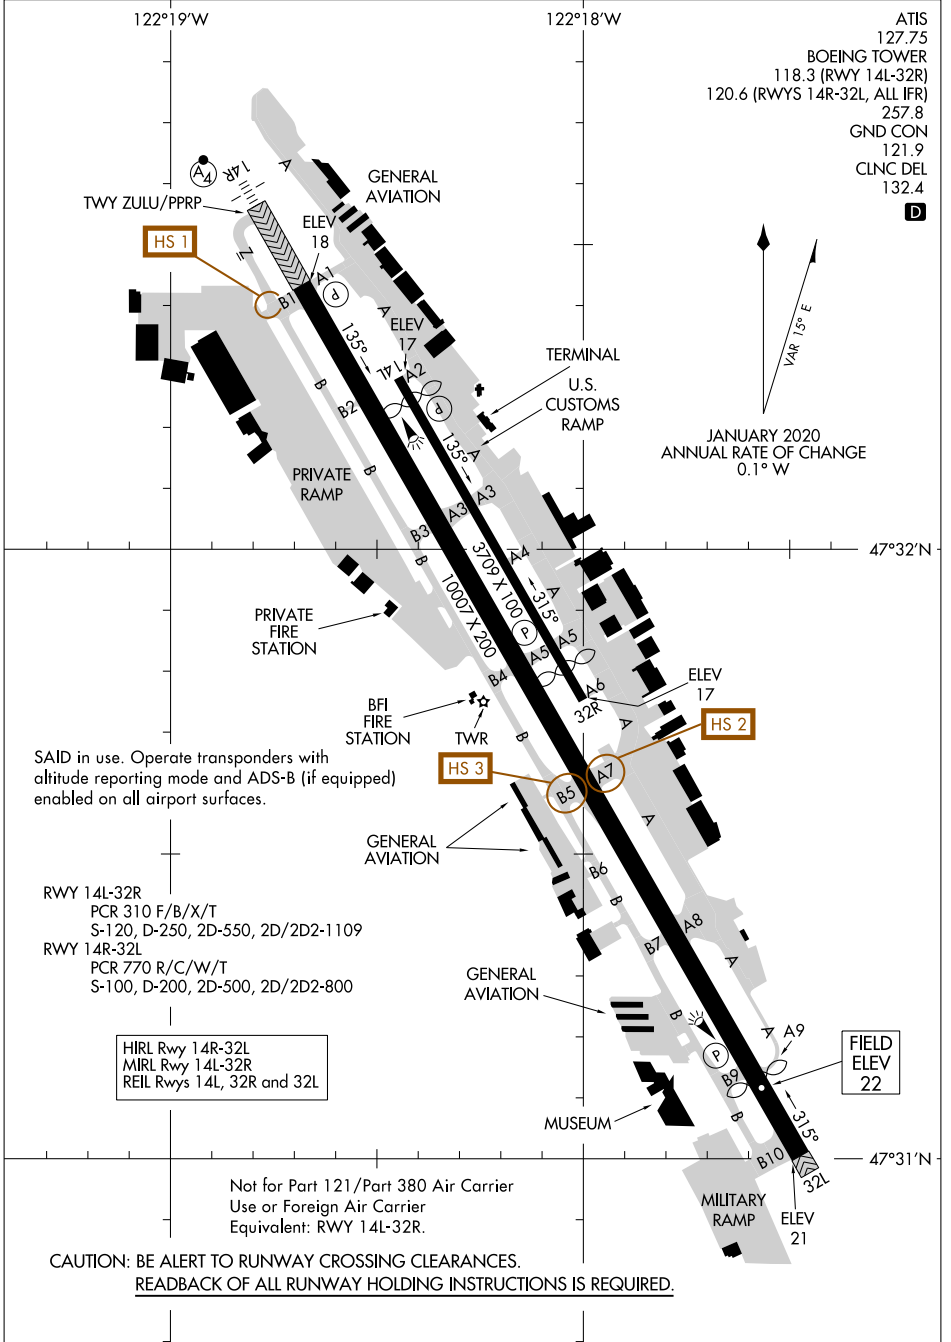 122°19'W
122°18'W
ATIS
127.75
BOEING TOWER
118.3 (RWY 14L-32R)
120.6 (RWYS 14R-32L, ALL IFR)
257.8
GND CON
121.9
CLNC DEL
132.4
D
VAR 15° E
JANUARY 2020
ANNUAL RATE OF CHANGE
0.1° W
A4
14R
A
GENERAL
AVIATION
TWY ZULU/PPRP
HS 1
Z
ELEV
18
A1
B1
P
A
135°
ELEV
17
14L
A2
P
B
B2
TERMINAL
U.S.
CUSTOMS
RAMP
135°
A
B
PRIVATE
RAMP
A3
A3
B3
B
A4
47°32'N
3709 X 100
10007 X 200
315°
A
P
PRIVATE
FIRE
STATION
A5
A5
B4
A6
32R
ELEV
17
BFI
FIRE
STATION
TWR
B
A
HS 2
HS 3
A7
B5
SAID in use. Operate transponders with
altitude reporting mode and ADS-B (if equipped)
enabled on all airport surfaces.
A
GENERAL
AVIATION
B6
B
RWY 14L-32R
PCR 310 F/B/X/T
S-120, D-250, 2D-550, 2D/2D2-1109
RWY 14R-32L
PCR 770 R/C/W/T
S-100, D-200, 2D-500, 2D/2D2-800
A8
B7
A
GENERAL
AVIATION
B
HIRL Rwy 14R-32L
MIRL Rwy 14L-32R
REIL Rwys 14L, 32R and 32L
A
A9
P
B9
FIELD
ELEV
22
MUSEUM
B
315°
B10
47°31'N
32L
ELEV
21
MILITARY
RAMP
Not for Part 121/Part 380 Air Carrier
Use or Foreign Air Carrier
Equivalent: RWY 14L-32R.
CAUTION: BE ALERT TO RUNWAY CROSSING CLEARANCES.
READBACK OF ALL RUNWAY HOLDING INSTRUCTIONS IS REQUIRED.